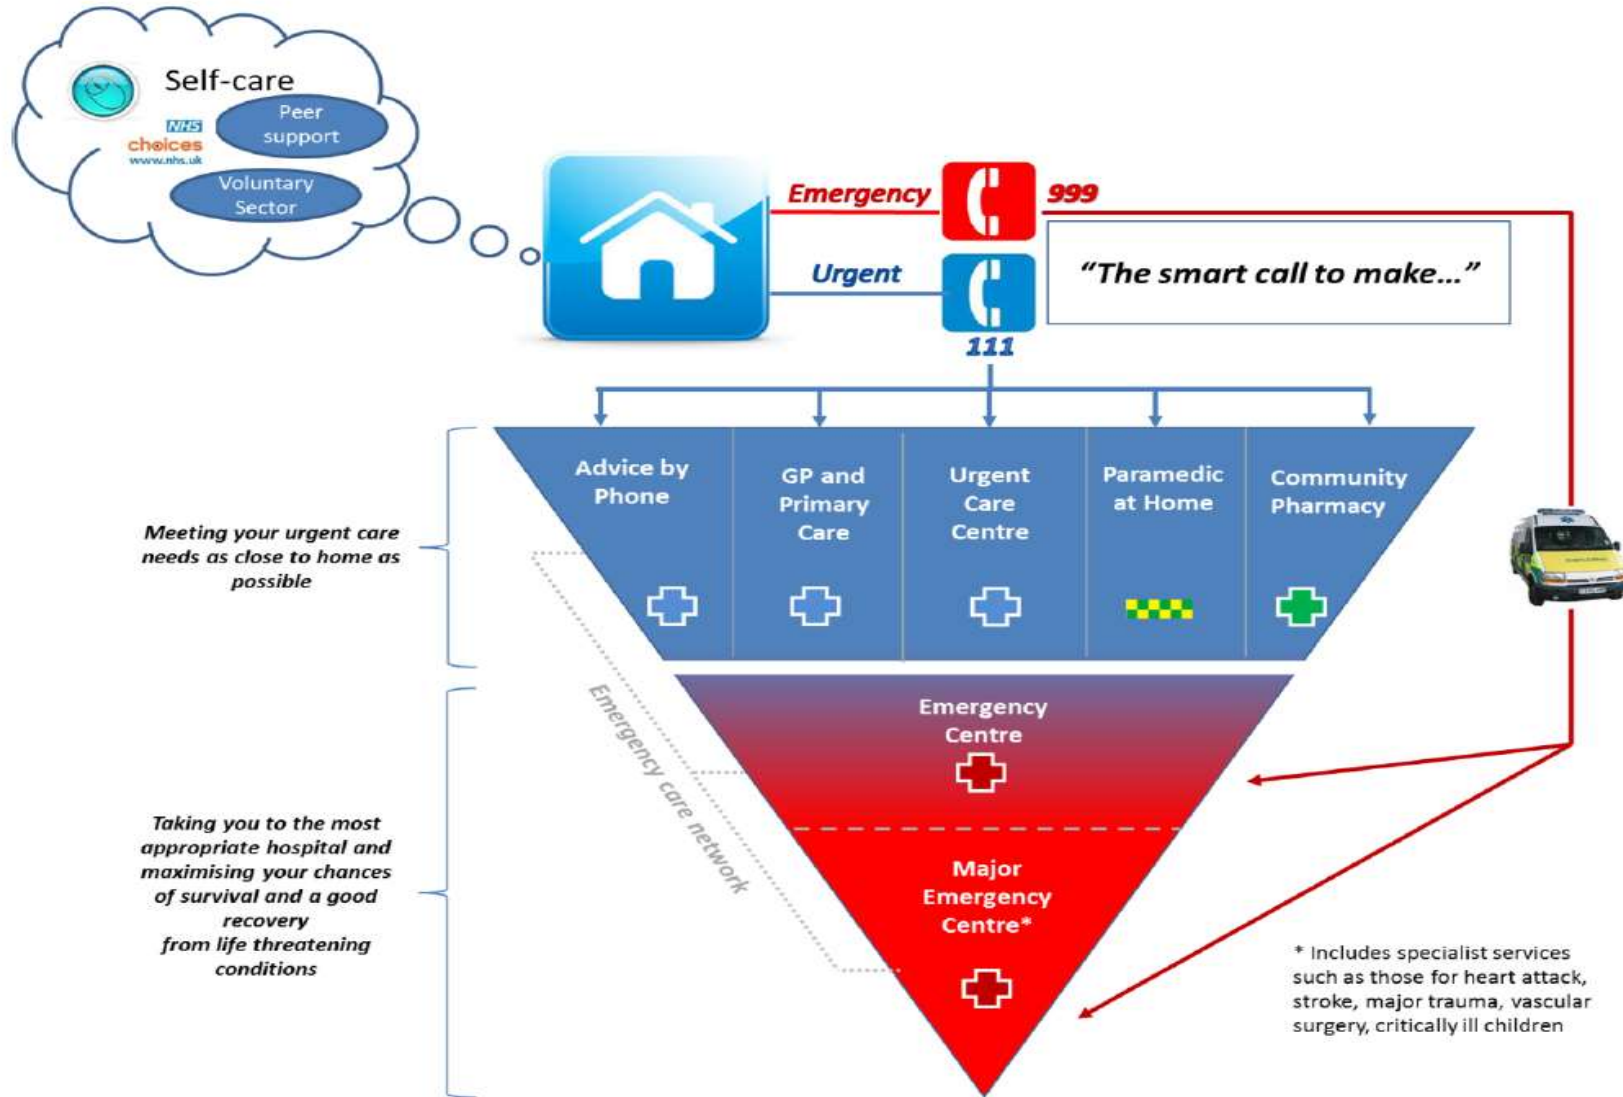 Self-care
Peer
support
NHS
choices
www.nhs.uk
Voluntary
Sector
Emergency
999
Urgent
111
“The smart call to make...”
Advice by
Phone
GP and
Primary
Care
Urgent
Care
Centre
Paramedic
at Home
Community
Pharmacy
Meeting your urgent care
needs as close to home as
possible
Emergency care network
Emergency
Centre
Taking you to the most
appropriate hospital and
maximising your chances
of survival and a good
recovery
from life threatening
conditions
Major
Emergency
Centre*
* Includes specialist services
such as those for heart attack,
stroke, major trauma, vascular
surgery, critically ill children